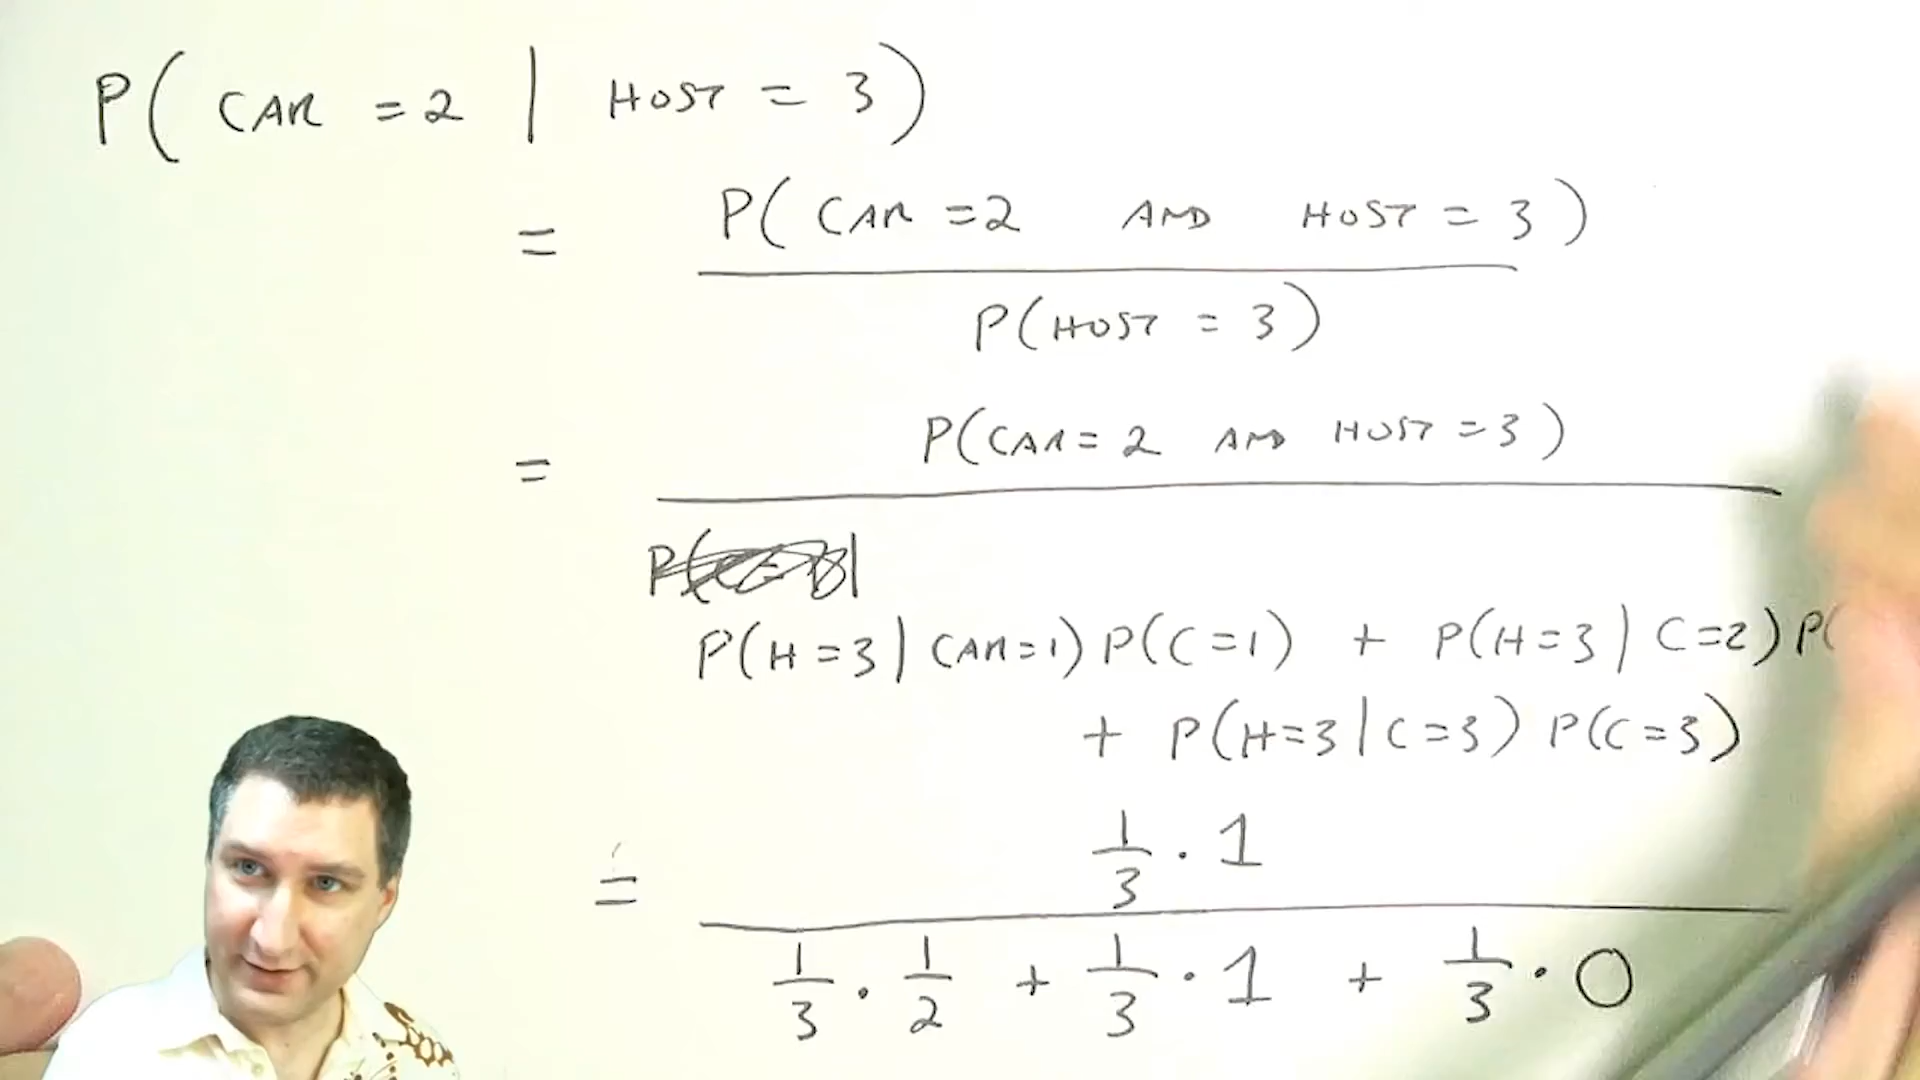 P( CAR = 2 | HOST = 3 )
= P( CAR = 2 AND HOST = 3 )
P( HOST = 3 )
= P( CAR = 2 AND HOST = 3 )
P(
P( H = 3 | CAR = 1 ) P( C = 1 ) + P( H = 3 | C = 2 ) P(
+ P( H = 3 | C = 3 ) P( C = 3 )
= 1/3 · 1
1/3 · 1/2 + 1/3 · 1 + 1/3 · 0